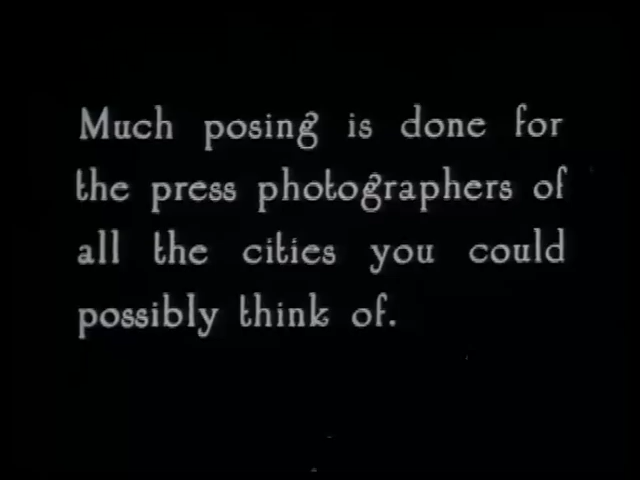 Much posing is done for
the press photographers of
all the cities you could
possibly think of.